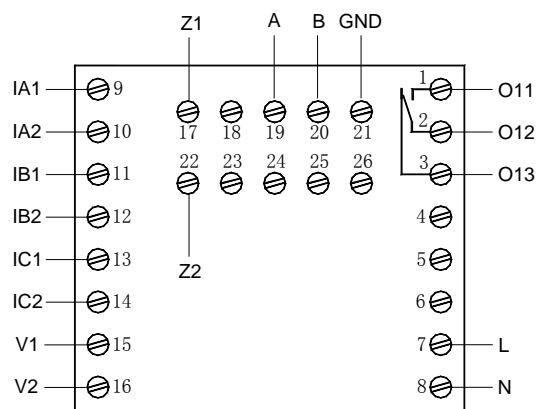 Z1 A B GND
IA1 9 1 O11
17 18 19 20 21
IA2 10 2 O12
22 23 24 25 26
IB1 11 3 O13
IB2 12 4
Z2
IC1 13 5
IC2 14 6
V1 15 7 L
V2 16 8 N